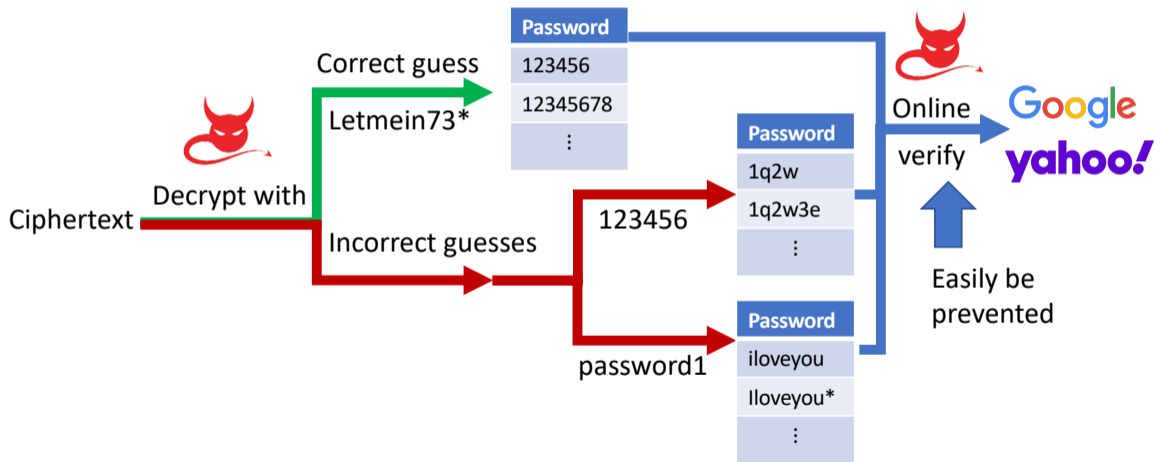 Ciphertext
Decrypt with
Correct guess
Letmein73*
Incorrect guesses
123456
password1
Password
123456
12345678
⋮
Password
1q2w
1q2w3e
⋮
Password
iloveyou
Iloveyou*
⋮
Online
verify
Google
yahoo!
Easily be
prevented